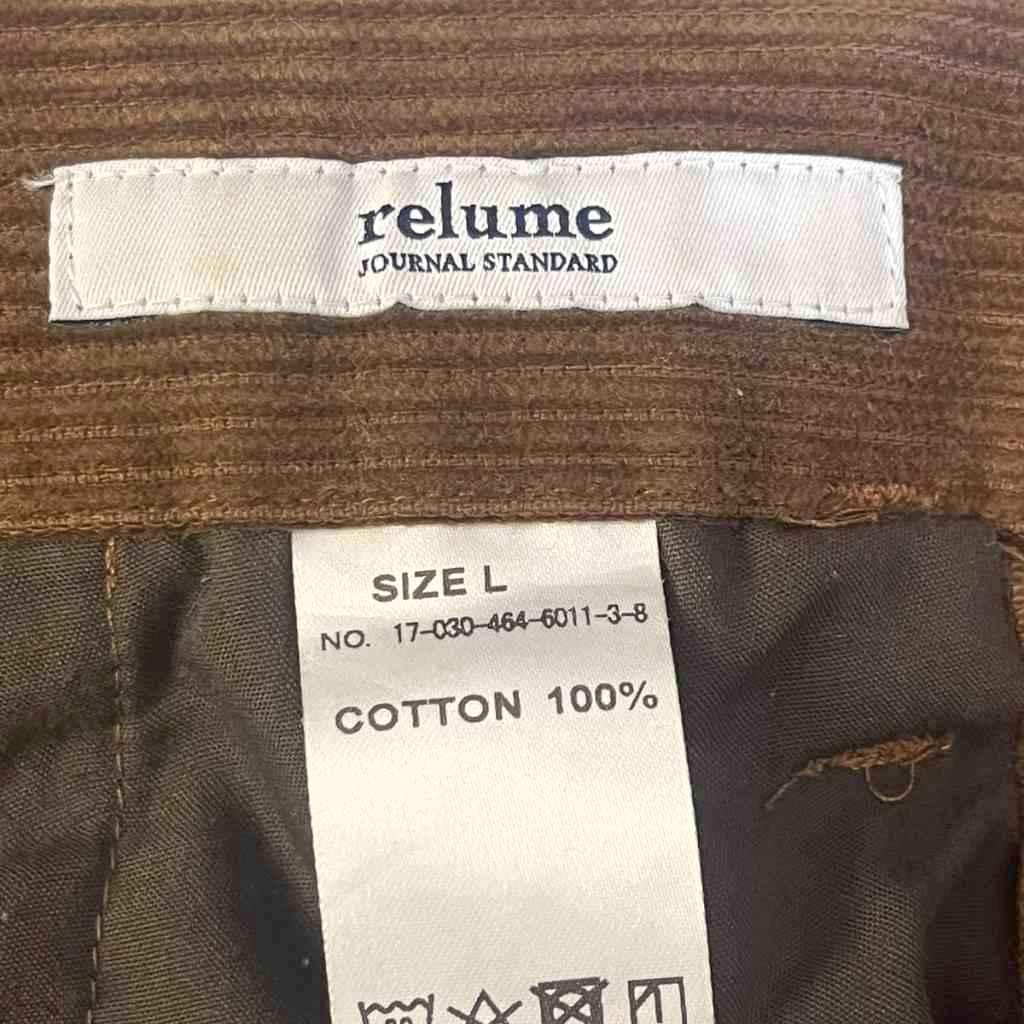 relume
JOURNAL STANDARD
SIZE L
NO. 17-030-464-6011-3-8
COTTON 100%